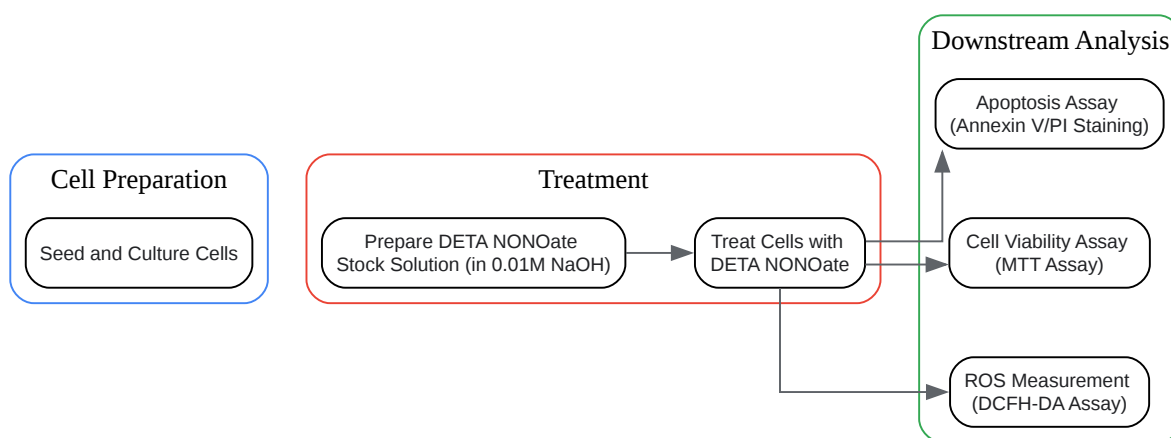 Cell Preparation
Seed and Culture Cells
Treatment
Prepare DETA NONOate
Stock Solution (in 0.01M NaOH)
Treat Cells with
DETA NONOate
Downstream Analysis
Apoptosis Assay
(Annexin V/PI Staining)
Cell Viability Assay
(MTT Assay)
ROS Measurement
(DCFH-DA Assay)